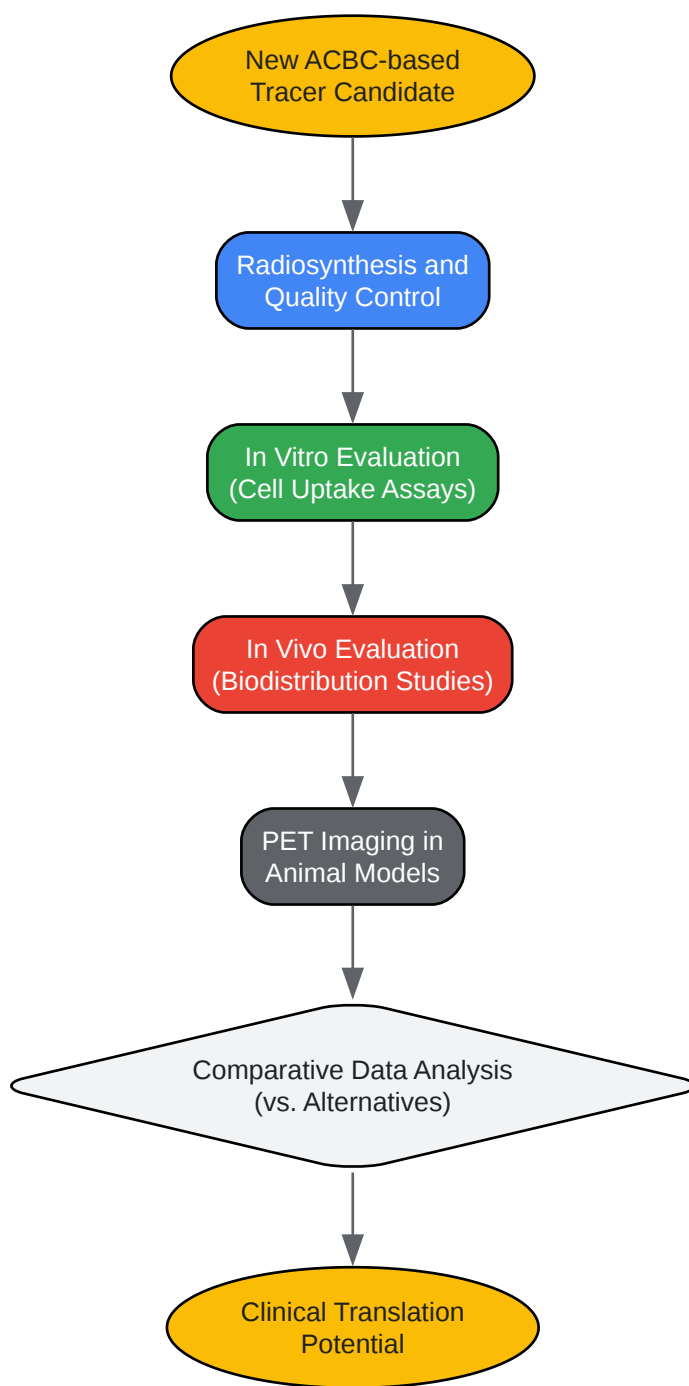 New ACBC-based
Tracer Candidate
Radiosynthesis and
Quality Control
In Vitro Evaluation
(Cell Uptake Assays)
In Vivo Evaluation
(Biodistribution Studies)
PET Imaging in
Animal Models
Comparative Data Analysis
(vs. Alternatives)
Clinical Translation
Potential